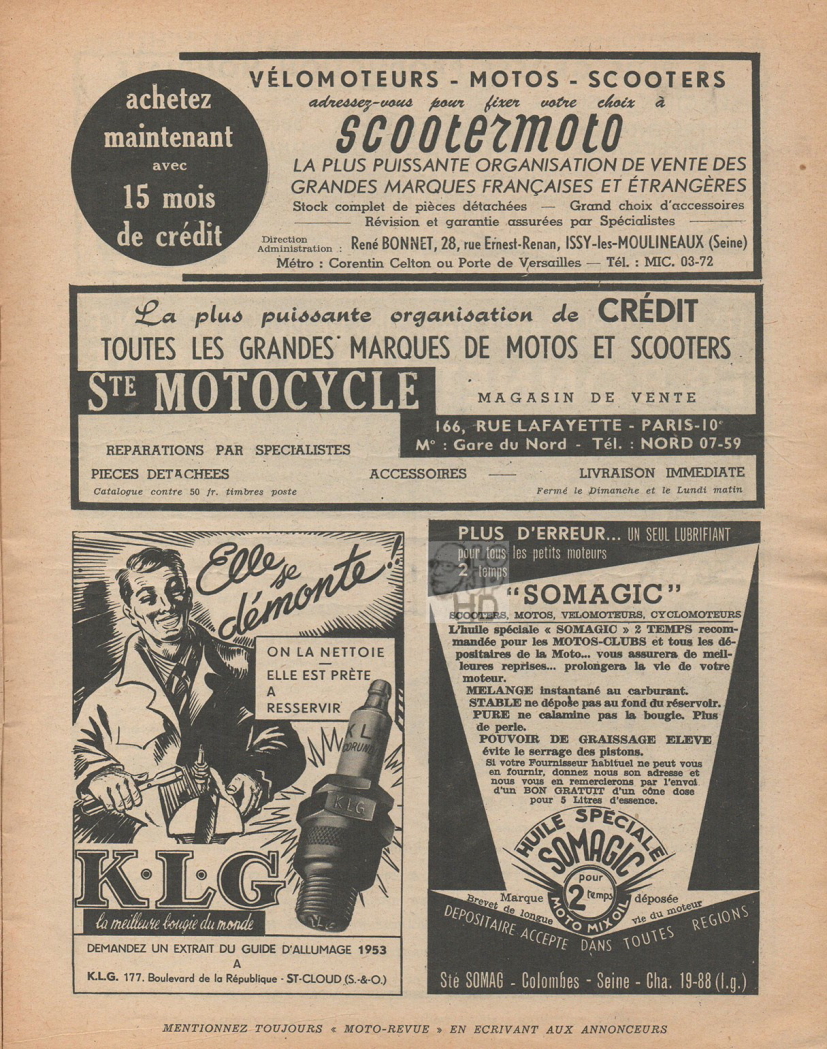 achetez
maintenant
avec
15 mois
de crédit
VÉLOMOTEURS - MOTOS - SCOOTERS
adressez-vous pour fixer votre choix à
scootermoto
LA PLUS PUISSANTE ORGANISATION DE VENTE DES
GRANDES MARQUES FRANÇAISES ET ÉTRANGÈRES
Stock complet de pièces détachées — Grand choix d'accessoires
Révision et garantie assurées par Spécialistes
Direction
Administration : René BONNET, 28, rue Ernest-Renan, ISSY-les-MOULINEAUX (Seine)
Métro : Corentin Celton ou Porte de Versailles — Tél. : MIC. 03-72
La plus puissante organisation de CRÉDIT
TOUTES LES GRANDES MARQUES DE MOTOS ET SCOOTERS
STE MOTOCYCLE
MAGASIN DE VENTE
166, RUE LAFAYETTE - PARIS-10e
M° : Gare du Nord - Tél. : NORD 07-59
REPARATIONS PAR SPECIALISTES
PIECES DETACHEES ACCESSOIRES — LIVRAISON IMMEDIATE
Catalogue contre 50 fr. timbres poste
Fermé le Dimanche et le Lundi matin
Elle se démonte !
ON LA NETTOIE
—
ELLE EST PRÈTE
A
RESSERVIR
K.L.
CORUN
K.L.G
K.L.G
K·L·G
la meilleure bougie du monde
DEMANDEZ UN EXTRAIT DU GUIDE D'ALLUMAGE 1953
A
K.L.G. 177. Boulevard de la République - ST-CLOUD (S.-&-O.)
PLUS D'ERREUR... UN SEUL LUBRIFIANT
pour tous les petits moteurs
2 temps
"SOMAGIC"
SCOOTERS, MOTOS, VELOMOTEURS, CYCLOMOTEURS
L'huile spéciale « SOMAGIC » 2 TEMPS recom-
mandée pour les MOTOS-CLUBS et tous les dé-
positaires de la Moto... vous assurera de meil-
leures reprises... prolongera la vie de votre
moteur.
MELANGE instantané au carburant.
STABLE ne dépose pas au fond du réservoir.
PURE ne calamine pas la bougie. Plus
de perle.
POUVOIR DE GRAISSAGE ELEVE
évite le serrage des pistons.
Si votre Fournisseur habituel ne peut vous
en fournir, donnez nous son adresse et
nous vous en remercierons par l'envoi
d'un BON GRATUIT d'un cône dose
pour 5 Litres d'essence.
HUILE SPÉCIALE
SOMAGIC
pour
2 temps
MOTO MIXOIL
Marque déposée
Brevet de longue vie du moteur
DEPOSITAIRE ACCEPTE DANS TOUTES REGIONS
Sté SOMAG - Colombes - Seine - Cha. 19-88 (l.g.)
MENTIONNEZ TOUJOURS « MOTO-REVUE » EN ECRIVANT AUX ANNONCEURS